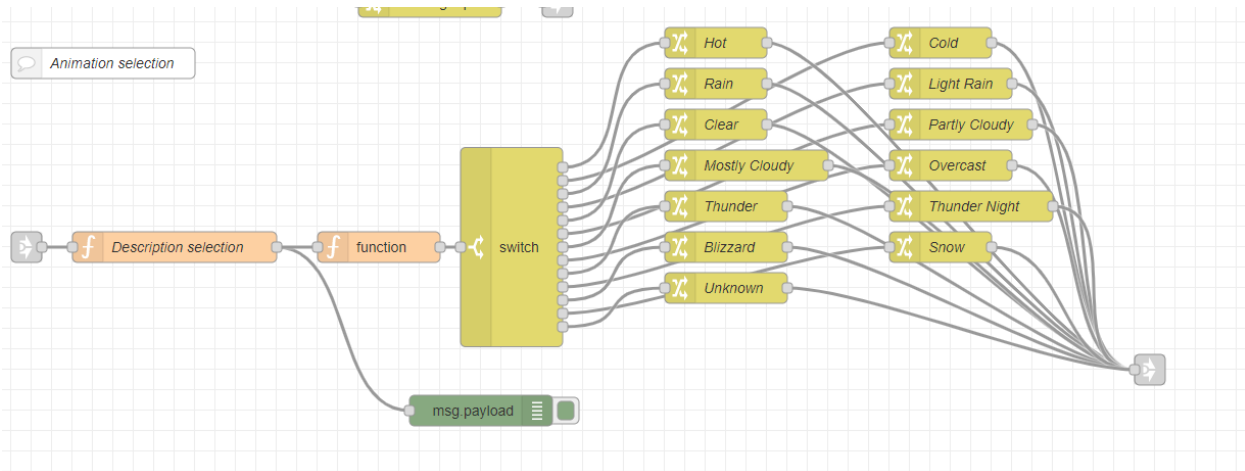 Animation selection
Hot
Cold
Rain
Light Rain
Clear
Partly Cloudy
Mostly Cloudy
Overcast
Thunder
Thunder Night
Description selection
function
switch
Blizzard
Snow
Unknown
msg.payload